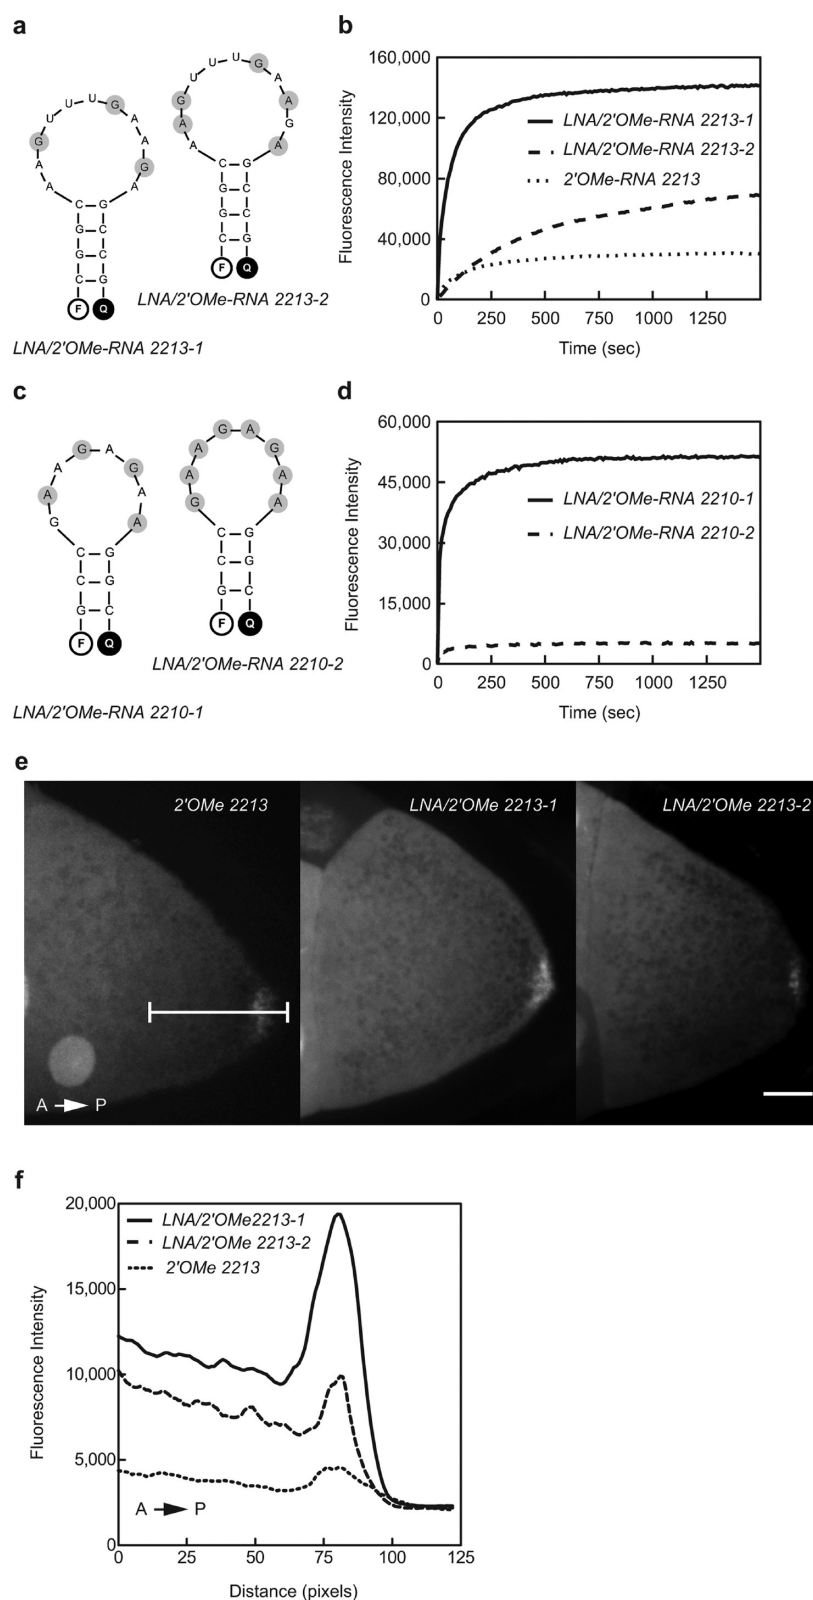 a
C G G C A A G U U U G A A G A G C C G
F Q
LNA/2'OMe-RNA 2213-1
C G G C A A G U U U G A A G A G C C G
F Q
LNA/2'OMe-RNA 2213-2
b
Fluorescence Intensity
160,000
120,000
80,000
40,000
0
LNA/2'OMe-RNA 2213-1
LNA/2'OMe-RNA 2213-2
2'OMe-RNA 2213
0 250 500 750 1000 1250
Time (sec)
c
G C C G A A G A G A A G G C
F Q
LNA/2'OMe-RNA 2210-1
G C C G A A G A G A A G G C
F Q
LNA/2'OMe-RNA 2210-2
d
Fluorescence Intensity
60,000
45,000
30,000
15,000
0
LNA/2'OMe-RNA 2210-1
LNA/2'OMe-RNA 2210-2
0 250 500 750 1000 1250
Time (sec)
e
2'OMe 2213
LNA/2'OMe 2213-1
LNA/2'OMe 2213-2
A P
f
Fluorescence Intensity
20,000
15,000
10,000
5,000
0
LNA/2'OMe2213-1
LNA/2'OMe 2213-2
2'OMe 2213
A P
0 25 50 75 100 125
Distance (pixels)